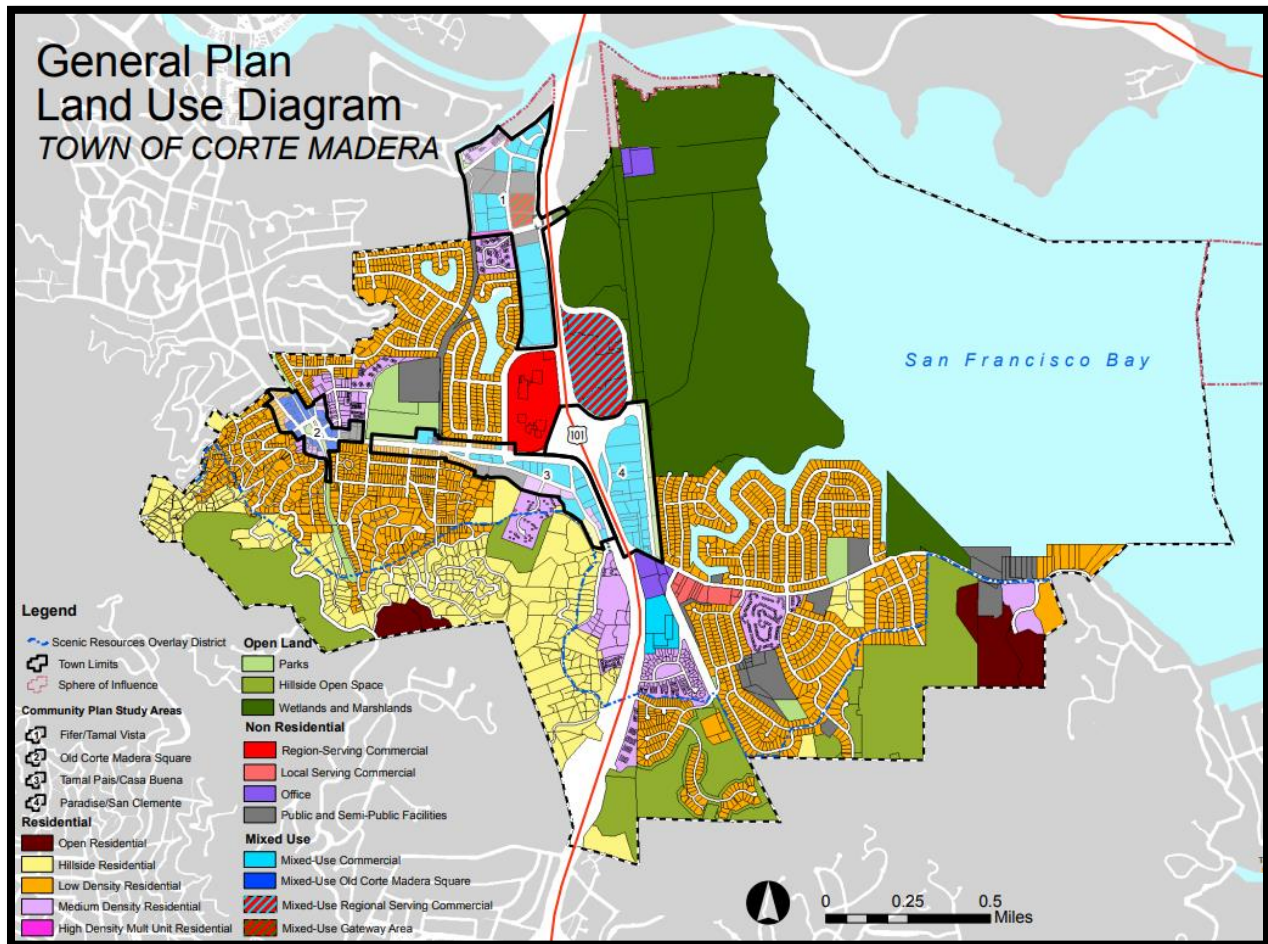 General Plan
Land Use Diagram
TOWN OF CORTE MADERA
1
San Francisco Bay
2
101
3
4
Legend
Scenic Resources Overlay District
Town Limits
Sphere of Influence
Community Plan Study Areas
1 Fifer/Tamal Vista
2 Old Corte Madera Square
3 Tamal Pais/Casa Buena
4 Paradise/San Clemente
Residential
Open Residential
Hillside Residential
Low Density Residential
Medium Density Residential
High Density Mult Unit Residential
Open Land
Parks
Hillside Open Space
Wetlands and Marshlands
Non Residential
Region-Serving Commercial
Local Serving Commercial
Office
Public and Semi-Public Facilities
Mixed Use
Mixed-Use Commercial
Mixed-Use Old Corte Madera Square
Mixed-Use Regional Serving Commercial
Mixed-Use Gateway Area
0 0.25 0.5
Miles